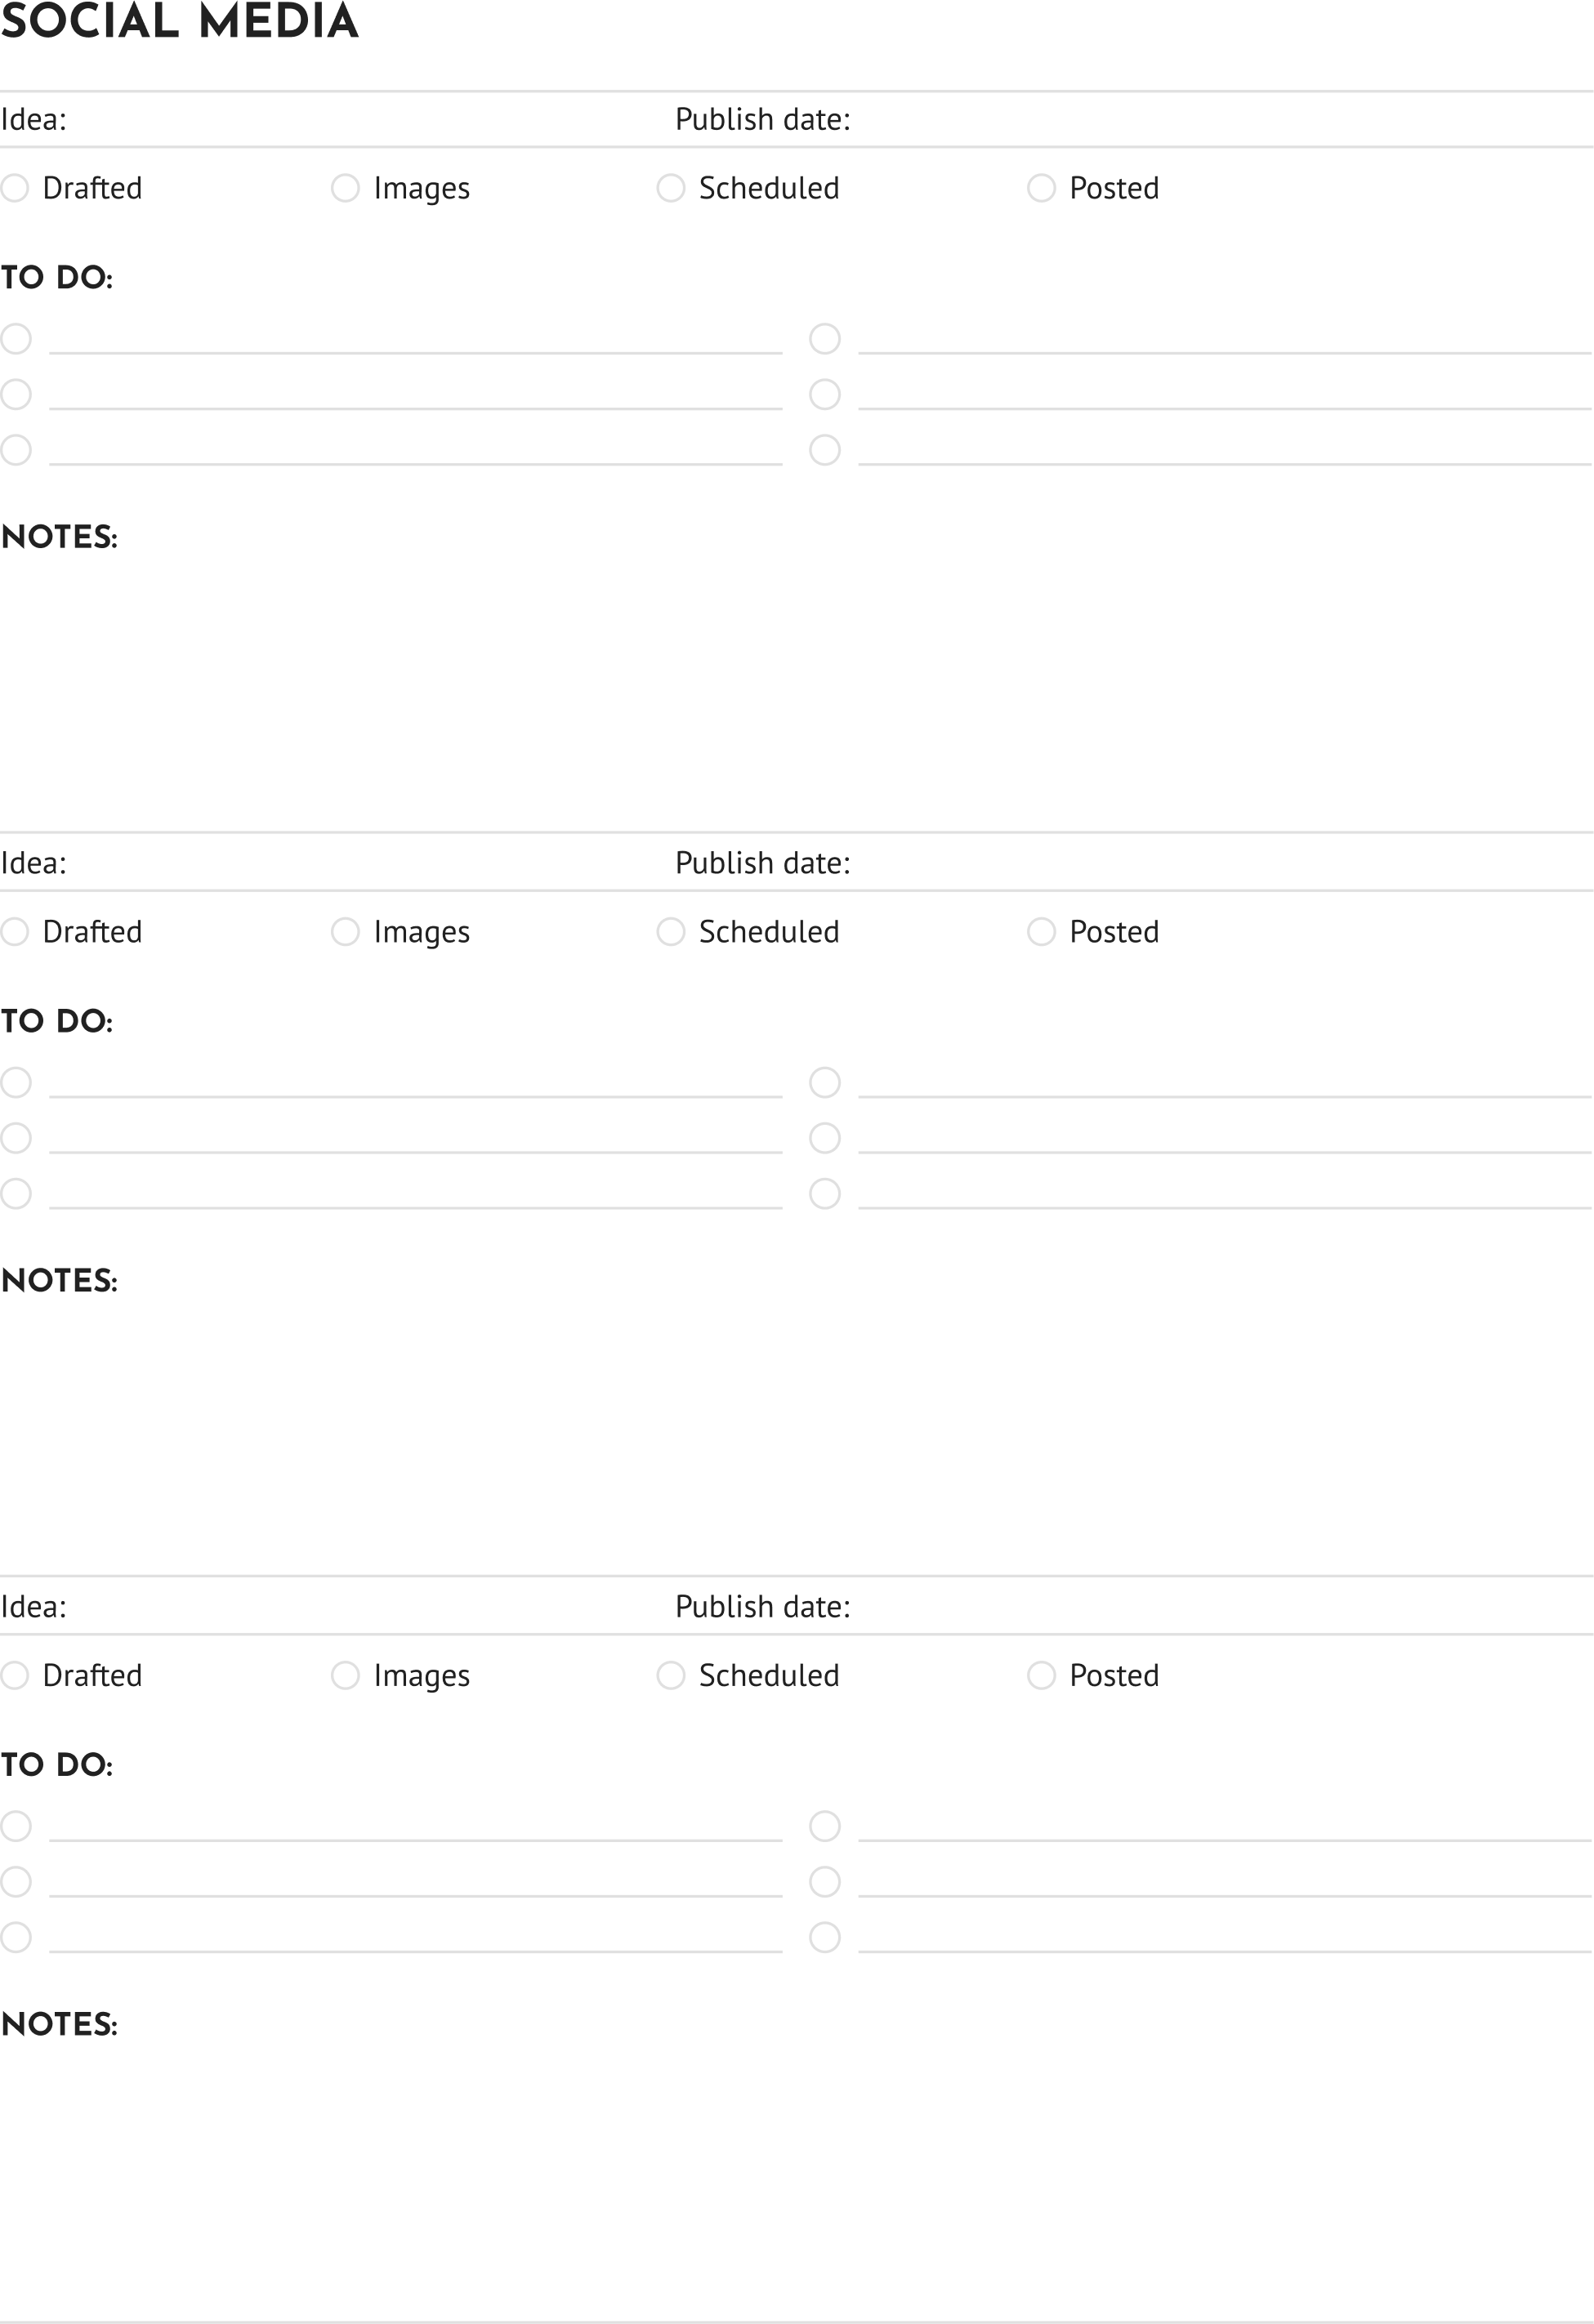 SOCIAL MEDIA
Idea: Publish date:
Drafted Images Scheduled Posted
TO DO:
NOTES:
Idea: Publish date:
Drafted Images Scheduled Posted
TO DO:
NOTES:
Idea: Publish date:
Drafted Images Scheduled Posted
TO DO:
NOTES: